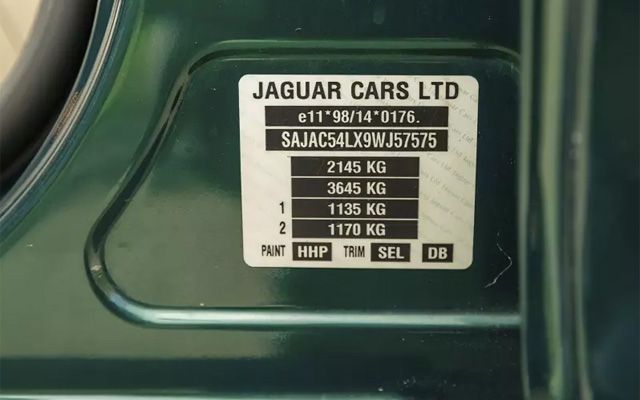 JAGUAR CARS LTD
e11*98/14*0176.
SAJAC54LX9WJ57575
2145 KG
3645 KG
1 1135 KG
2 1170 KG
PAINT HHP TRIM SEL DB